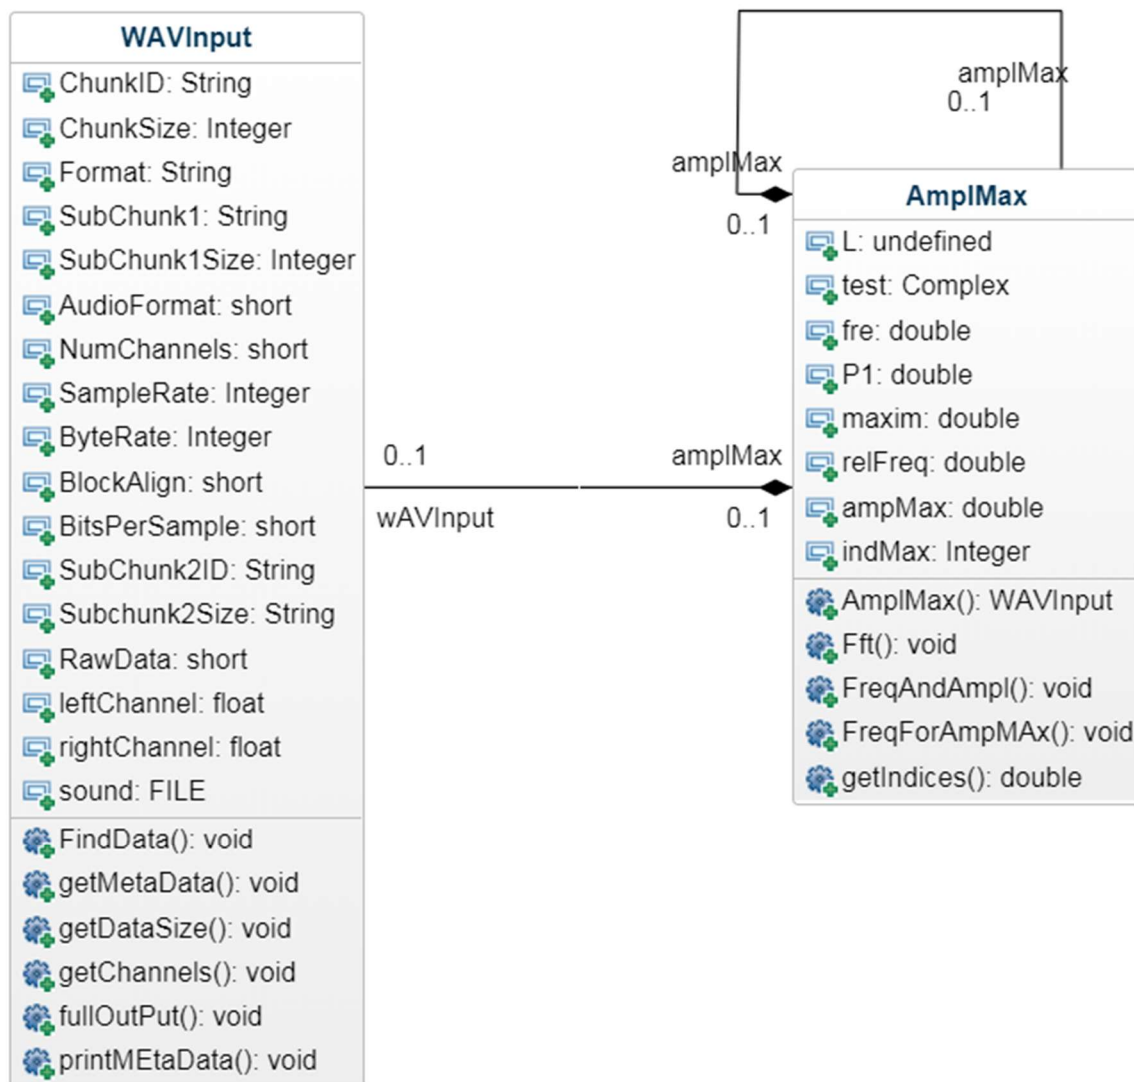 WAVInput
ChunkID: String
ChunkSize: Integer
Format: String
SubChunk1: String
SubChunk1Size: Integer
AudioFormat: short
NumChannels: short
SampleRate: Integer
ByteRate: Integer
BlockAlign: short
BitsPerSample: short
SubChunk2ID: String
Subchunk2Size: String
RawData: short
leftChannel: float
rightChannel: float
sound: FILE
FindData(): void
getMetaData(): void
getDataSize(): void
getChannels(): void
fullOutPut(): void
printMEtaData(): void
0..1
wAVInput
amplMax
0..1
amplMax
0..1
amplMax
0..1
AmplMax
L: undefined
test: Complex
fre: double
P1: double
maxim: double
relFreq: double
ampMax: double
indMax: Integer
AmplMax(): WAVInput
Fft(): void
FreqAndAmpl(): void
FreqForAmpMAx(): void
getIndices(): double